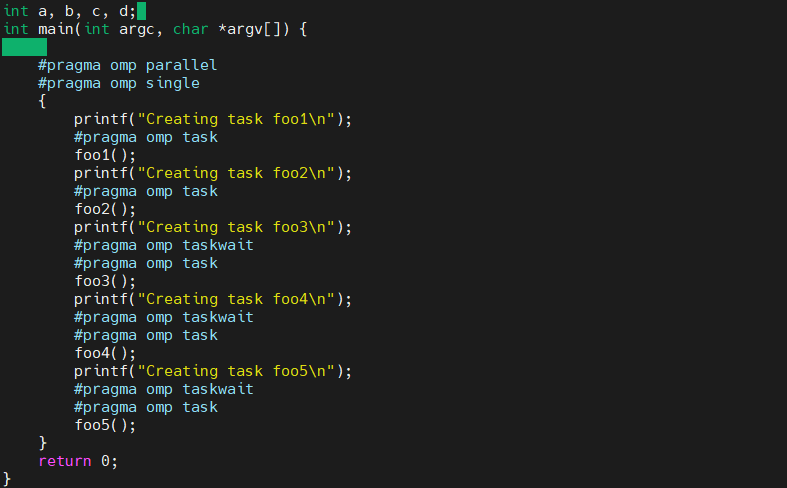 int a, b, c, d;
int main(int argc, char *argv[]) {
    #pragma omp parallel
    #pragma omp single
    {
        printf("Creating task foo1\n");
        #pragma omp task
        foo1();
        printf("Creating task foo2\n");
        #pragma omp task
        foo2();
        printf("Creating task foo3\n");
        #pragma omp taskwait
        #pragma omp task
        foo3();
        printf("Creating task foo4\n");
        #pragma omp taskwait
        #pragma omp task
        foo4();
        printf("Creating task foo5\n");
        #pragma omp taskwait
        #pragma omp task
        foo5();
    }
    return 0;
}